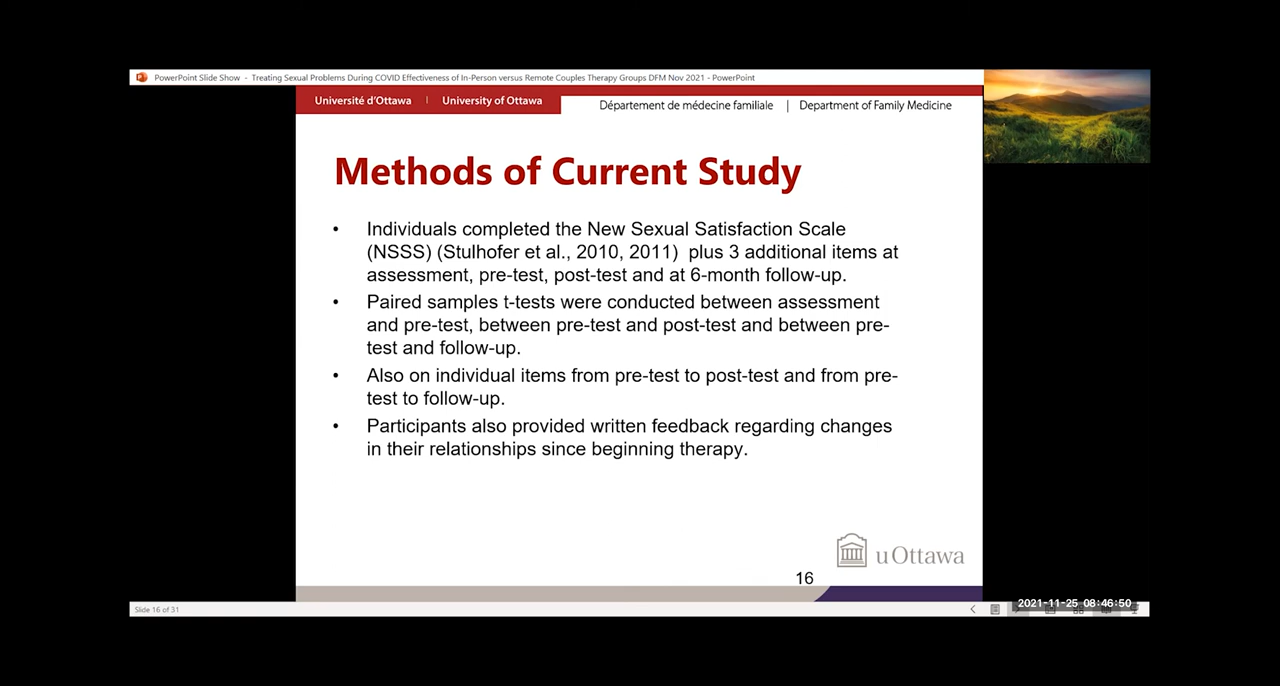 PowerPoint Slide Show - Treating Sexual Problems During COVID Effectiveness of In-Person versus Remote Couples Therapy Groups DFM Nov 2021 - PowerPoint
Université d'Ottawa | University of Ottawa
Département de médecine familiale | Department of Family Medicine
Methods of Current Study
• Individuals completed the New Sexual Satisfaction Scale
(NSSS) (Stulhofer et al., 2010, 2011) plus 3 additional items at
assessment, pre-test, post-test and at 6-month follow-up.
• Paired samples t-tests were conducted between assessment
and pre-test, between pre-test and post-test and between pre-
test and follow-up.
• Also on individual items from pre-test to post-test and from pre-
test to follow-up.
• Participants also provided written feedback regarding changes
in their relationships since beginning therapy.
uOttawa
16
Slide 16 of 31
2021-11-25 08:46:50